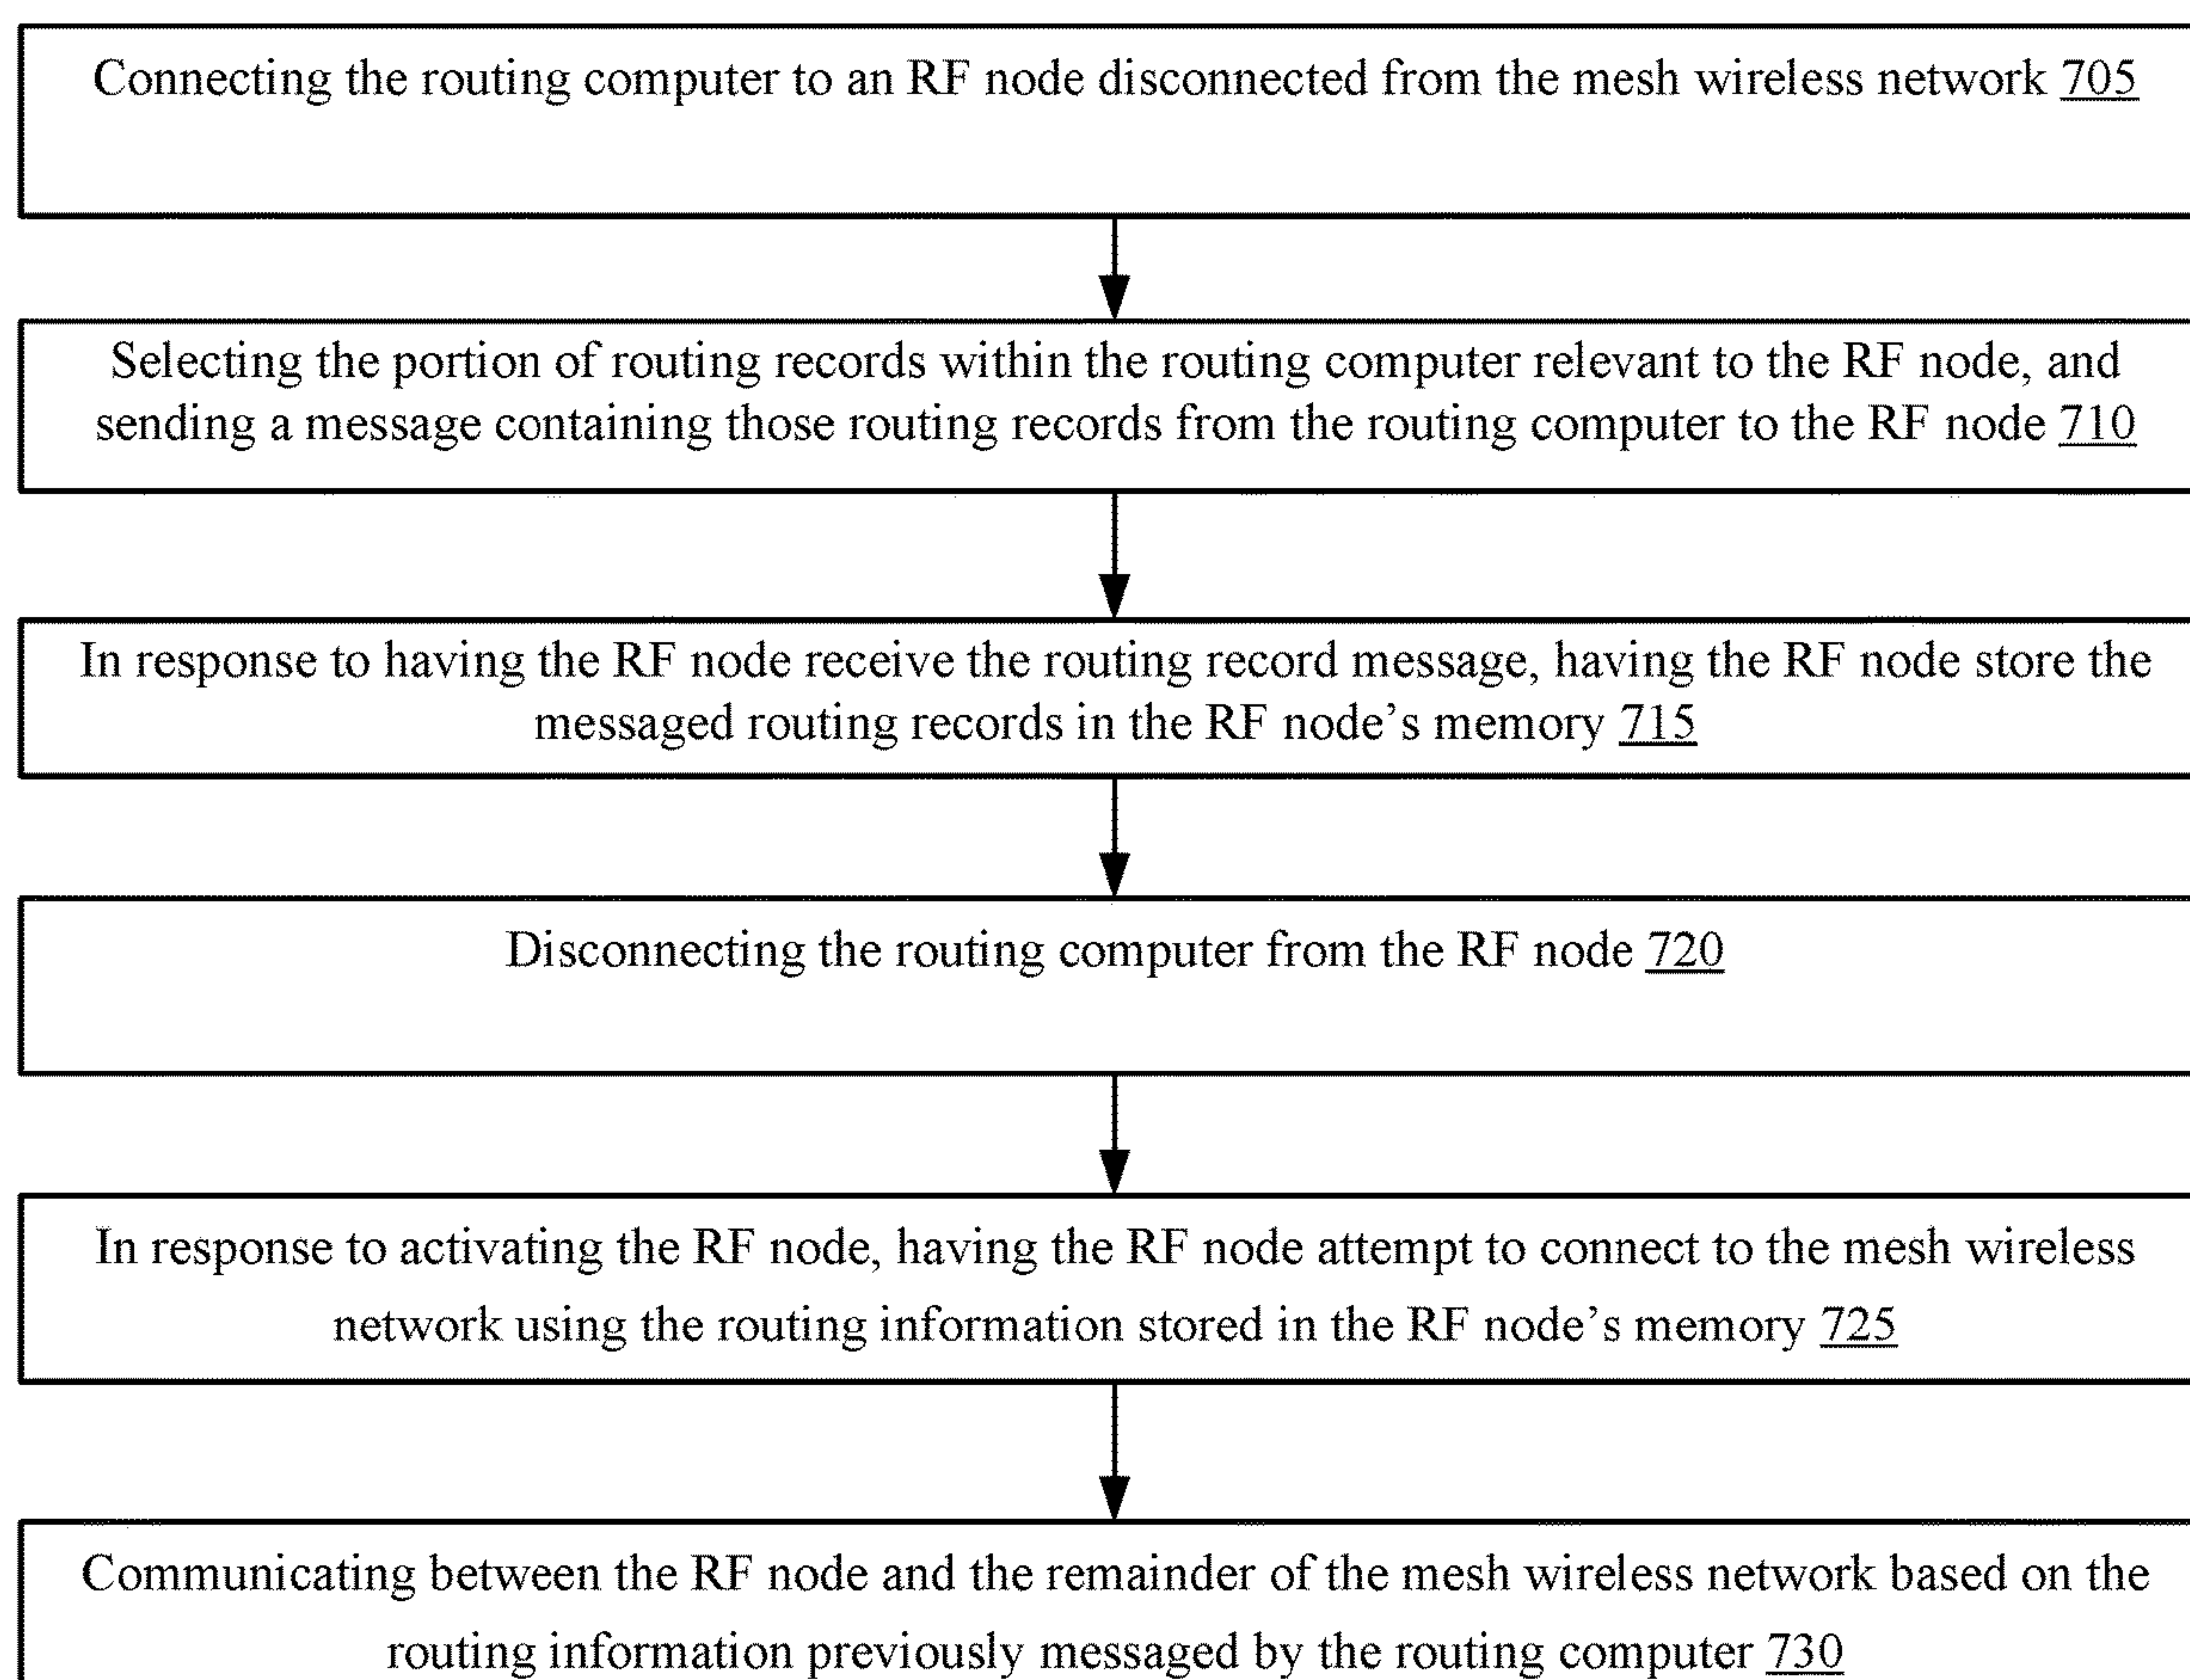 Connecting the routing computer to an RF node disconnected from the mesh wireless network 705
Selecting the portion of routing records within the routing computer relevant to the RF node, and
sending a message containing those routing records from the routing computer to the RF node 710
In response to having the RF node receive the routing record message, having the RF node store the
messaged routing records in the RF node’s memory 715
Disconnecting the routing computer from the RF node 720
In response to activating the RF node, having the RF node attempt to connect to the mesh wireless
network using the routing information stored in the RF node’s memory 725
Communicating between the RF node and the remainder of the mesh wireless network based on the
routing information previously messaged by the routing computer 730